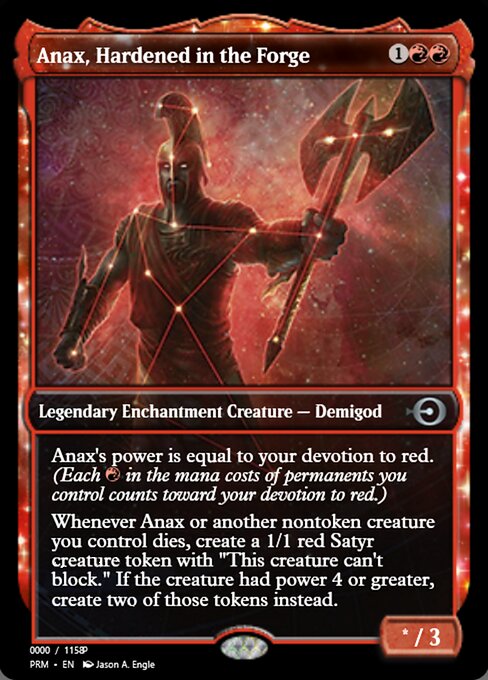 Anax, Hardened in the Forge 1
Legendary Enchantment Creature — Demigod
Anax's power is equal to your devotion to red.
(Each in the mana costs of permanents you
control counts toward your devotion to red.)
Whenever Anax or another nontoken creature
you control dies, create a 1/1 red Satyr
creature token with "This creature can't
block." If the creature had power 4 or greater,
create two of those tokens instead.
* / 3
0000 / 1158P
PRM • EN Jason A. Engle